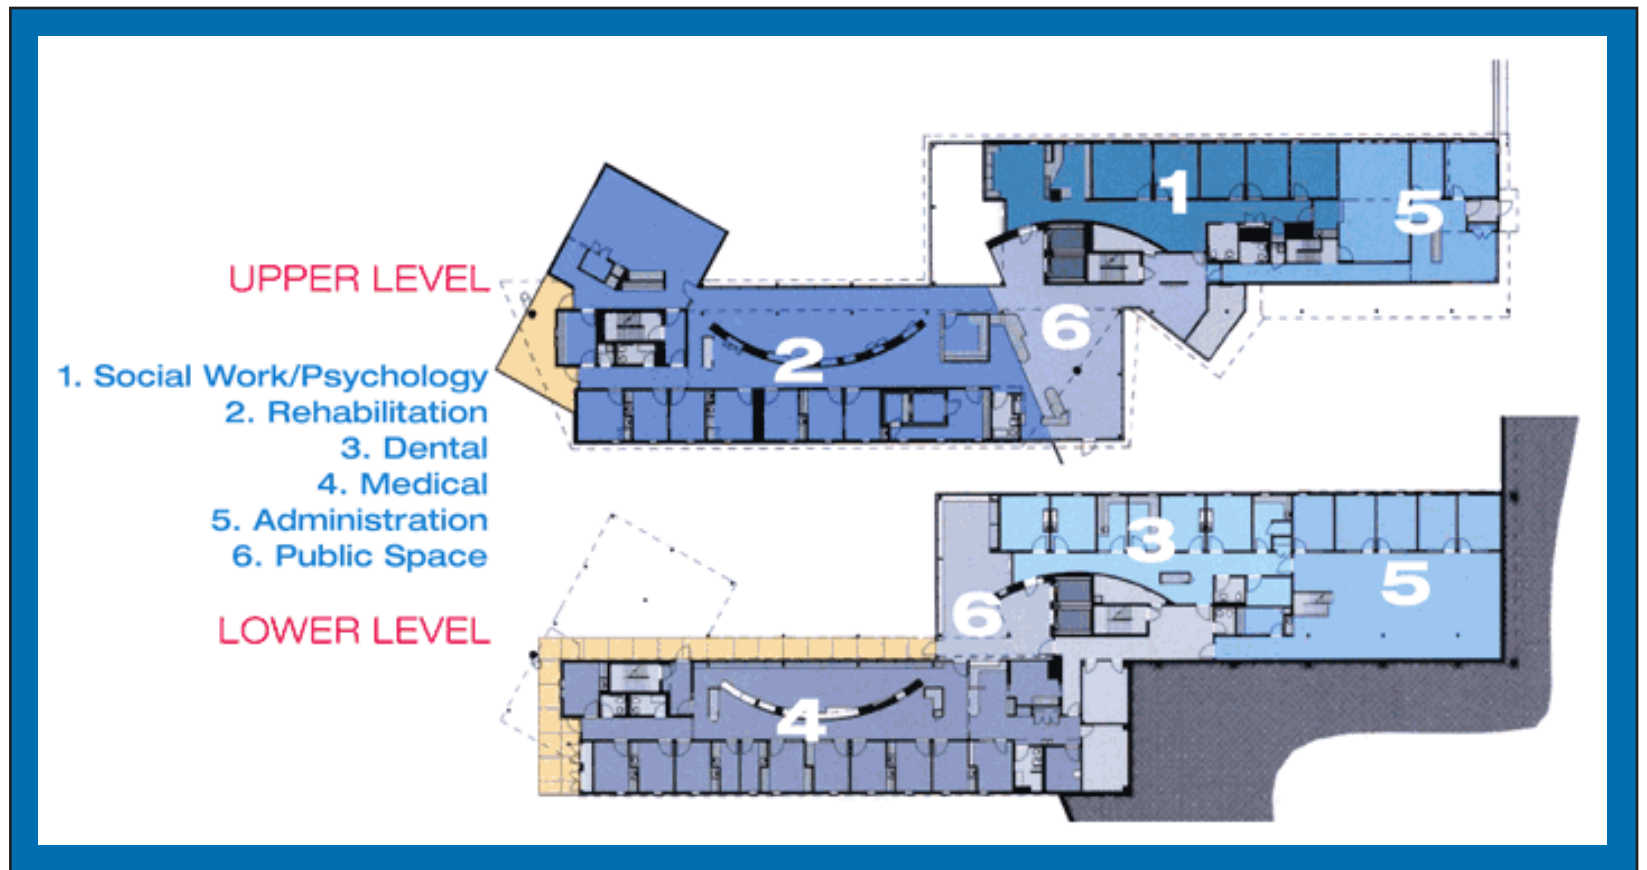 1
5
UPPER LEVEL
6
2
1. Social Work/Psychology
2. Rehabilitation
3. Dental
4. Medical
5. Administration
6. Public Space
3
5
6
LOWER LEVEL
4